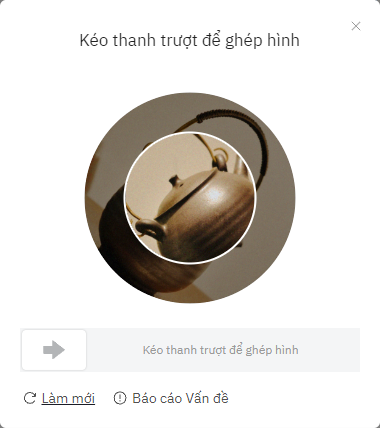 Kéo thanh trượt để ghép hình
Kéo thanh trượt để ghép hình
Làm mới
Báo cáo Vấn đề